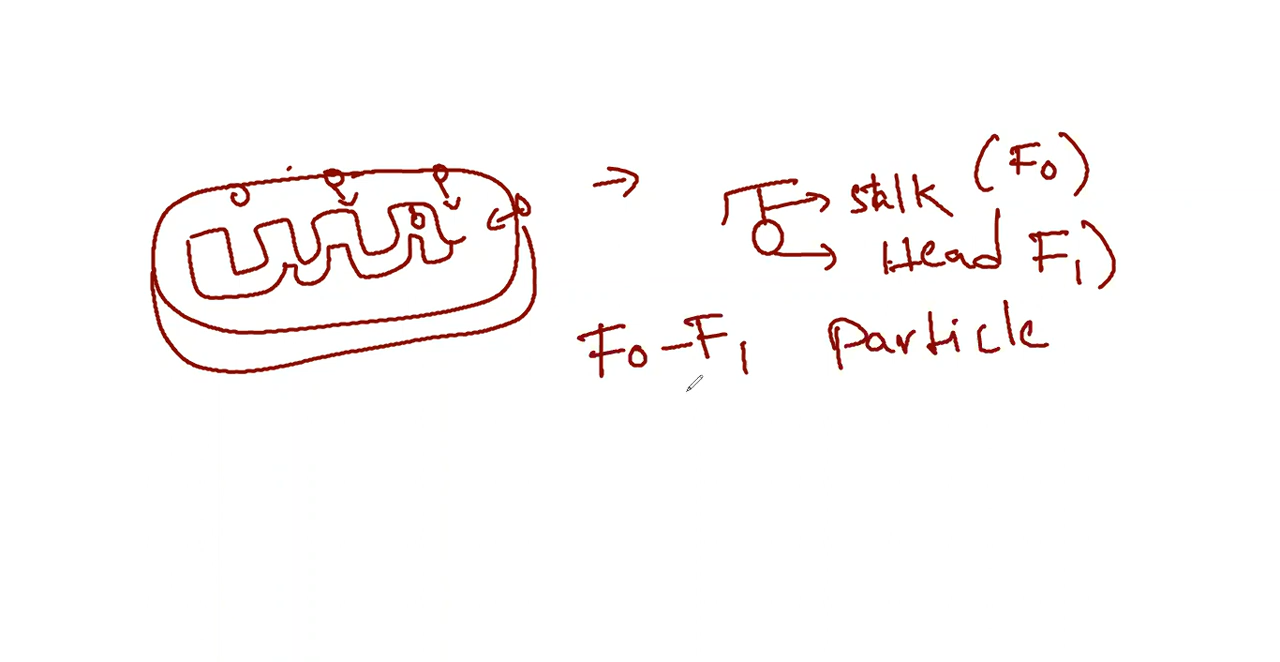 → stalk (F0)
Head F1)
F0-F1 Particle